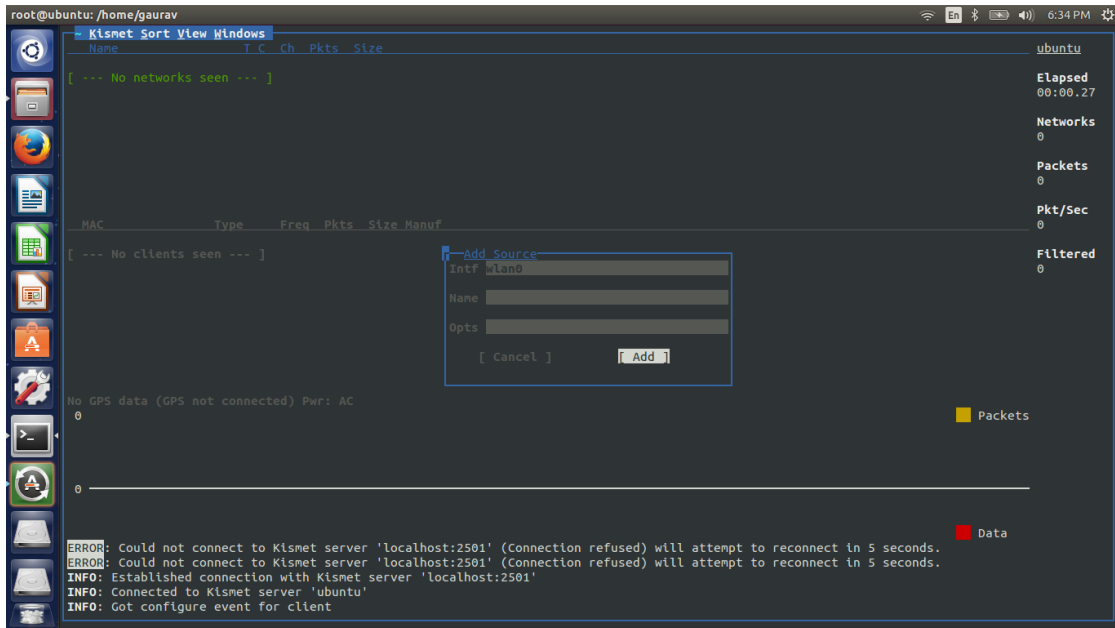 root@ubuntu: /home/gaurav
En
6:34 PM
~ Kismet Sort View Windows
Name T C Ch Pkts Size
[ --- No networks seen --- ]
MAC Type Freq Pkts Size Manuf
[ --- No clients seen --- ]
Add Source
Intf wlan0
Name
Opts
[ Cancel ] [ Add ]
No GPS data (GPS not connected) Pwr: AC
0
Packets
0
Data
ERROR: Could not connect to Kismet server 'localhost:2501' (Connection refused) will attempt to reconnect in 5 seconds.
ERROR: Could not connect to Kismet server 'localhost:2501' (Connection refused) will attempt to reconnect in 5 seconds.
INFO: Established connection with Kismet server 'localhost:2501'
INFO: Connected to Kismet server 'ubuntu'
INFO: Got configure event for client
ubuntu
Elapsed
00:00.27
Networks
0
Packets
0
Pkt/Sec
0
Filtered
0